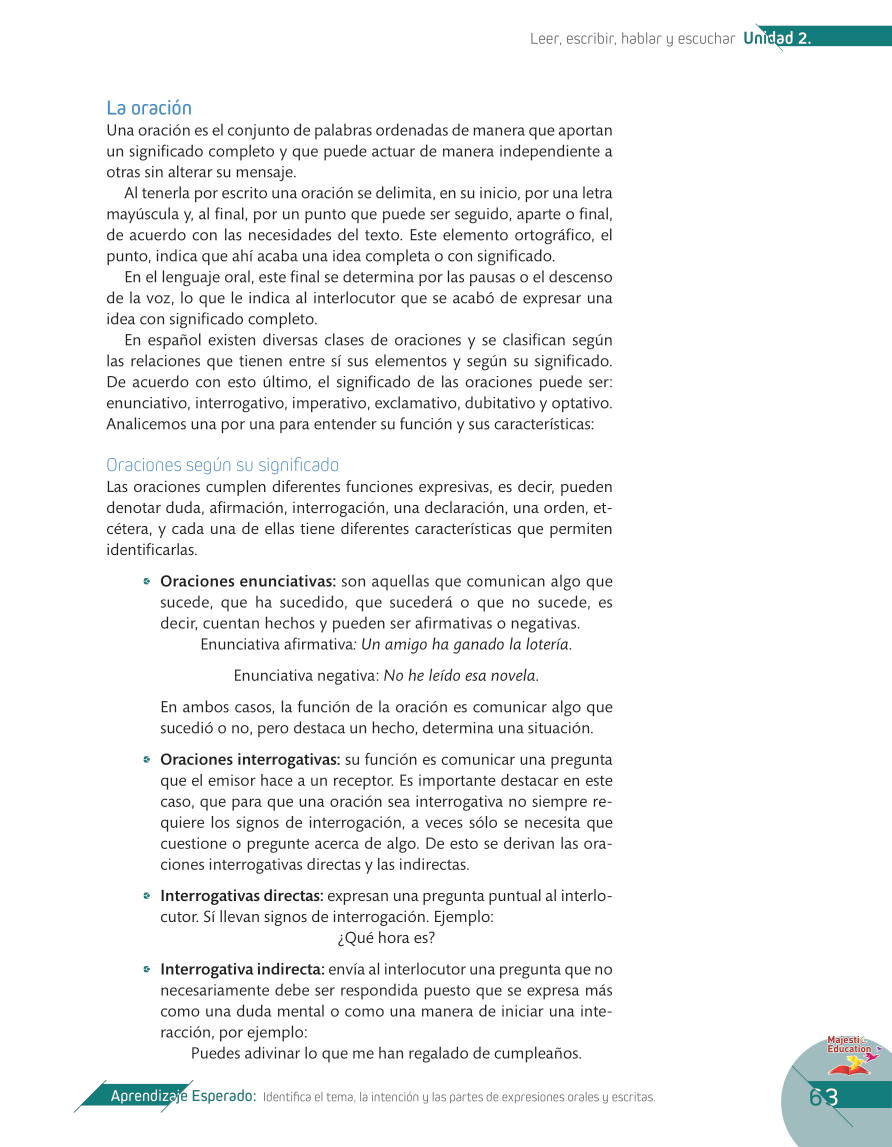 Leer, escribir, hablar y escuchar Unidad 2.
La oración
Una oración es el conjunto de palabras ordenadas de manera que aportan
un significado completo y que puede actuar de manera independiente a
otras sin alterar su mensaje.
Al tenerla por escrito una oración se delimita, en su inicio, por una letra
mayúscula y, al final, por un punto que puede ser seguido, aparte o final,
de acuerdo con las necesidades del texto. Este elemento ortográfico, el
punto, indica que ahí acaba una idea completa o con significado.
En el lenguaje oral, este final se determina por las pausas o el descenso
de la voz, lo que le indica al interlocutor que se acabó de expresar una
idea con significado completo.
En español existen diversas clases de oraciones y se clasifican según
las relaciones que tienen entre sí sus elementos y según su significado.
De acuerdo con esto último, el significado de las oraciones puede ser:
enunciativo, interrogativo, imperativo, exclamativo, dubitativo y optativo.
Analicemos una por una para entender su función y sus características:
Oraciones según su significado
Las oraciones cumplen diferentes funciones expresivas, es decir, pueden
denotar duda, afirmación, interrogación, una declaración, una orden, et-
cétera, y cada una de ellas tiene diferentes características que permiten
identificarlas.
Oraciones enunciativas: son aquellas que comunican algo que
sucede, que ha sucedido, que sucederá o que no sucede, es
decir, cuentan hechos y pueden ser afirmativas o negativas.
Enunciativa afirmativa: Un amigo ha ganado la lotería.
Enunciativa negativa: No he leído esa novela.
En ambos casos, la función de la oración es comunicar algo que
sucedió o no, pero destaca un hecho, determina una situación.
Oraciones interrogativas: su función es comunicar una pregunta
que el emisor hace a un receptor. Es importante destacar en este
caso, que para que una oración sea interrogativa no siempre re-
quiere los signos de interrogación, a veces sólo se necesita que
cuestione o pregunte acerca de algo. De esto se derivan las ora-
ciones interrogativas directas y las indirectas.
Interrogativas directas: expresan una pregunta puntual al interlo-
cutor. Sí llevan signos de interrogación. Ejemplo:
¿Qué hora es?
Interrogativa indirecta: envía al interlocutor una pregunta que no
necesariamente debe ser respondida puesto que se expresa más
como una duda mental o como una manera de iniciar una inte-
racción, por ejemplo:
Puedes adivinar lo que me han regalado de cumpleaños.
Majestic
Education
Aprendizaje Esperado: Identifica el tema, la intención y las partes de expresiones orales y escritas.
63